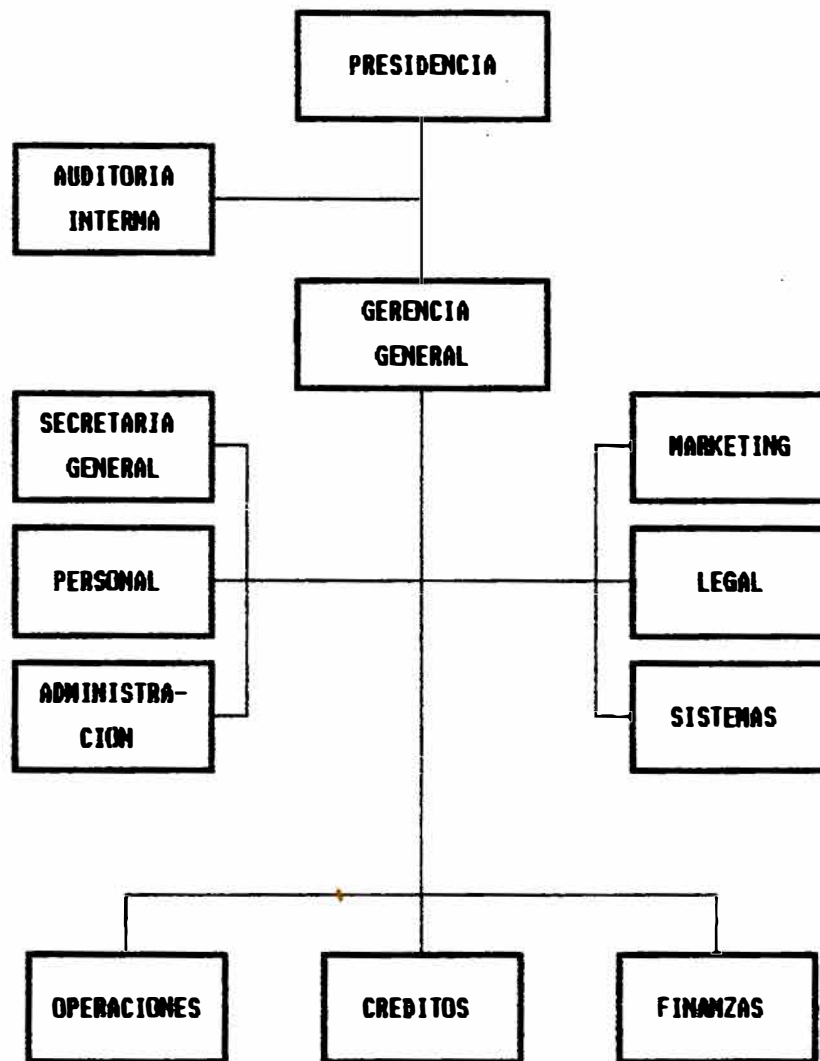 PRESIDENCIA
AUDITORIA
INTERNA
GERENCIA
GENERAL
SECRETARIA
GENERAL
MARKETING
PERSONAL
LEGAL
ADMINISTRA-
CION
SISTEMAS
OPERACIONES
CREDITOS
FINANZAS